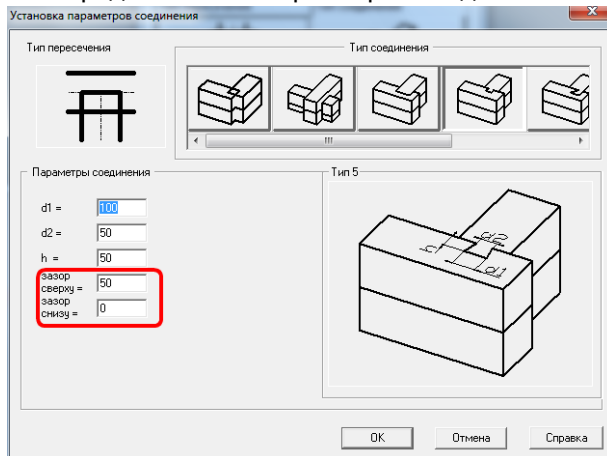 Установка параметров соединения
Тип пересечения
Тип соединения
Параметры соединения
Тип 5
d1 = 100
d2 = 50
h = 50
зазор
сверху = 50
зазор
снизу = 0
h
d2
d1
OK
Отмена
Справка